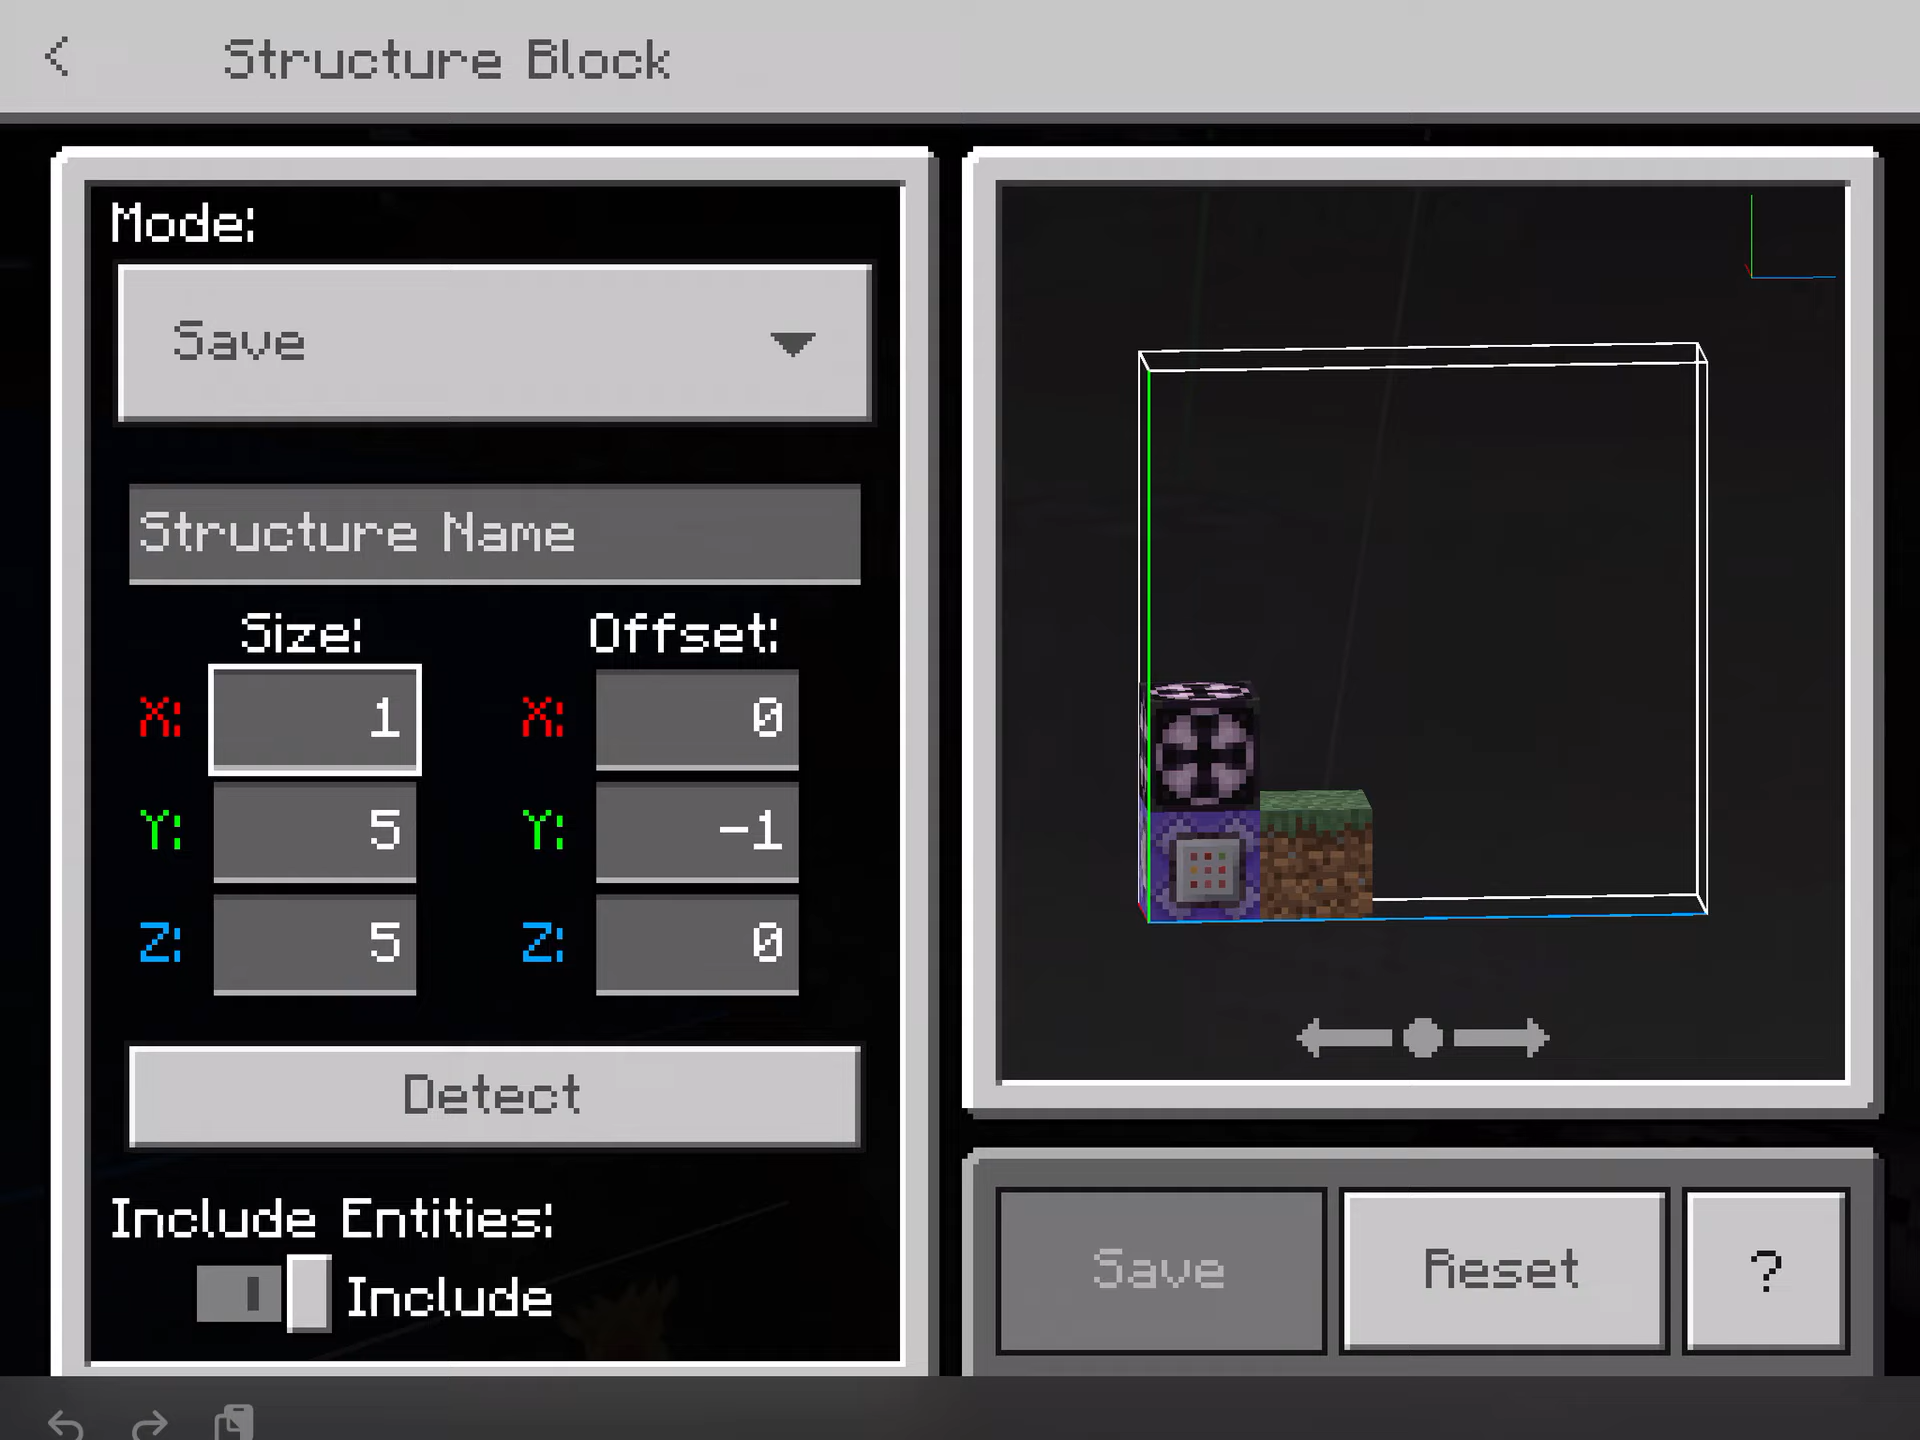 Structure Block
Mode:
Save
Structure Name
Size: Offset:
X: 1 X: 0
Y: 5 Y: -1
Z: 5 Z: 0
Detect
Include Entities:
Include
Save Reset ?